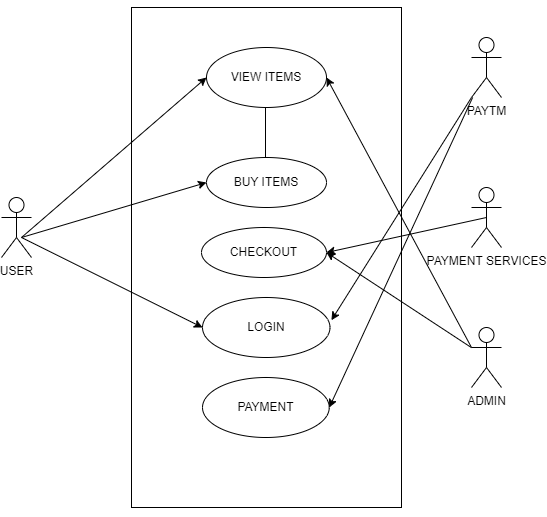 VIEW ITEMS
PAYTM
BUY ITEMS
USER
CHECKOUT
PAYMENT SERVICES
LOGIN
PAYMENT
ADMIN